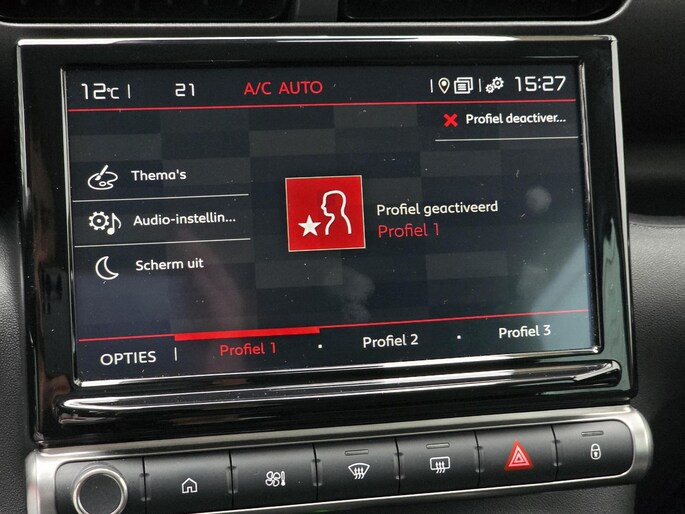 12°C | 21 A/C AUTO 15:27
Profiel deactiver...
Thema's
Audio-instellin...
Scherm uit
Profiel geactiveerd
Profiel 1
OPTIES | Profiel 1 • Profiel 2 • Profiel 3